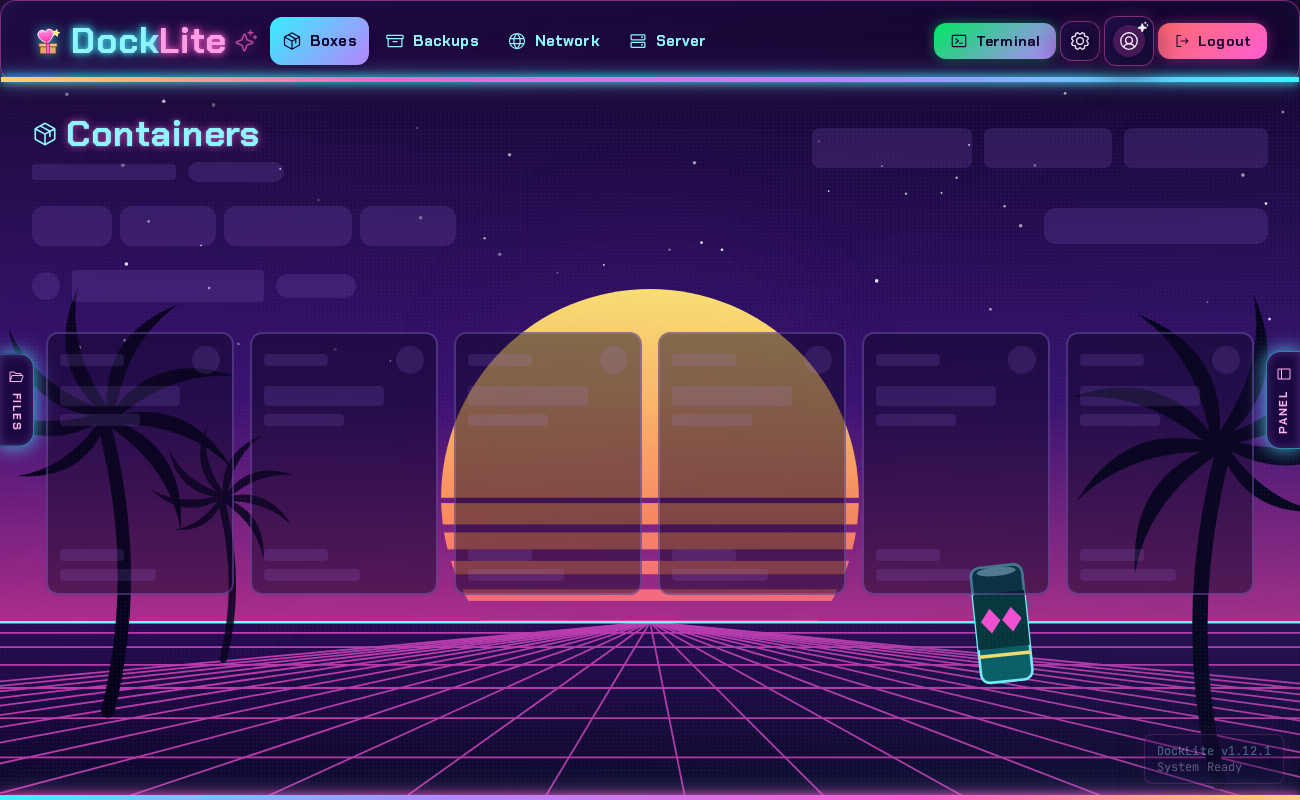 DockLite
Boxes
Backups
Network
Server
Terminal
Logout
Containers
FILES
PANEL
DockLite v1.12.1
System Ready